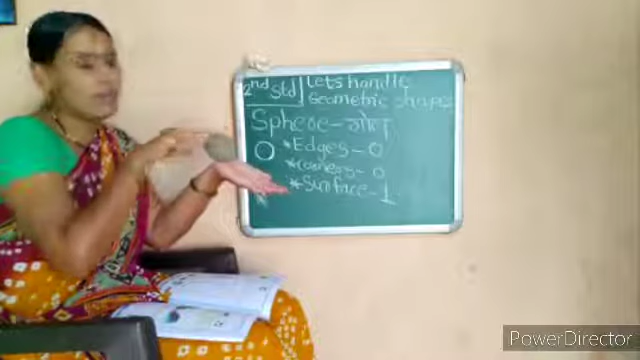 2nd Std
Lets handle
Geometric shapes
Sphere - गोल
*Edges - 0
*corners - 0
*Surface - 1
PowerDirector